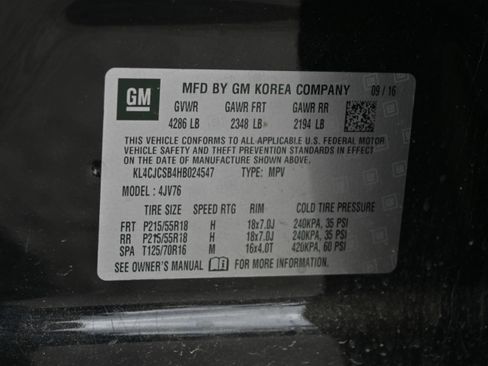 GM
MFD BY GM KOREA COMPANY 09/16
GVWR GAWR FRT GAWR RR
4286 LB 2348 LB 2194 LB
THIS VEHICLE CONFORMS TO ALL APPLICABLE U.S. FEDERAL MOTOR
VEHICLE SAFETY AND THEFT PREVENTION STANDARDS IN EFFECT ON
THE DATE OF MANUFACTURE SHOWN ABOVE.
KL4CJCSB4HB024547 TYPE: MPV
MODEL : 4JV76
TIRE SIZE SPEED RTG RIM COLD TIRE PRESSURE
FRT P215/55R18 H 18x7.0J 240KPA, 35 PSI
RR P215/55R18 H 18x7.0J 240KPA, 35 PSI
SPA T125/70R16 M 16x4.0T 420KPA, 60 PSI
SEE OWNER'S MANUAL FOR MORE INFORMATION.